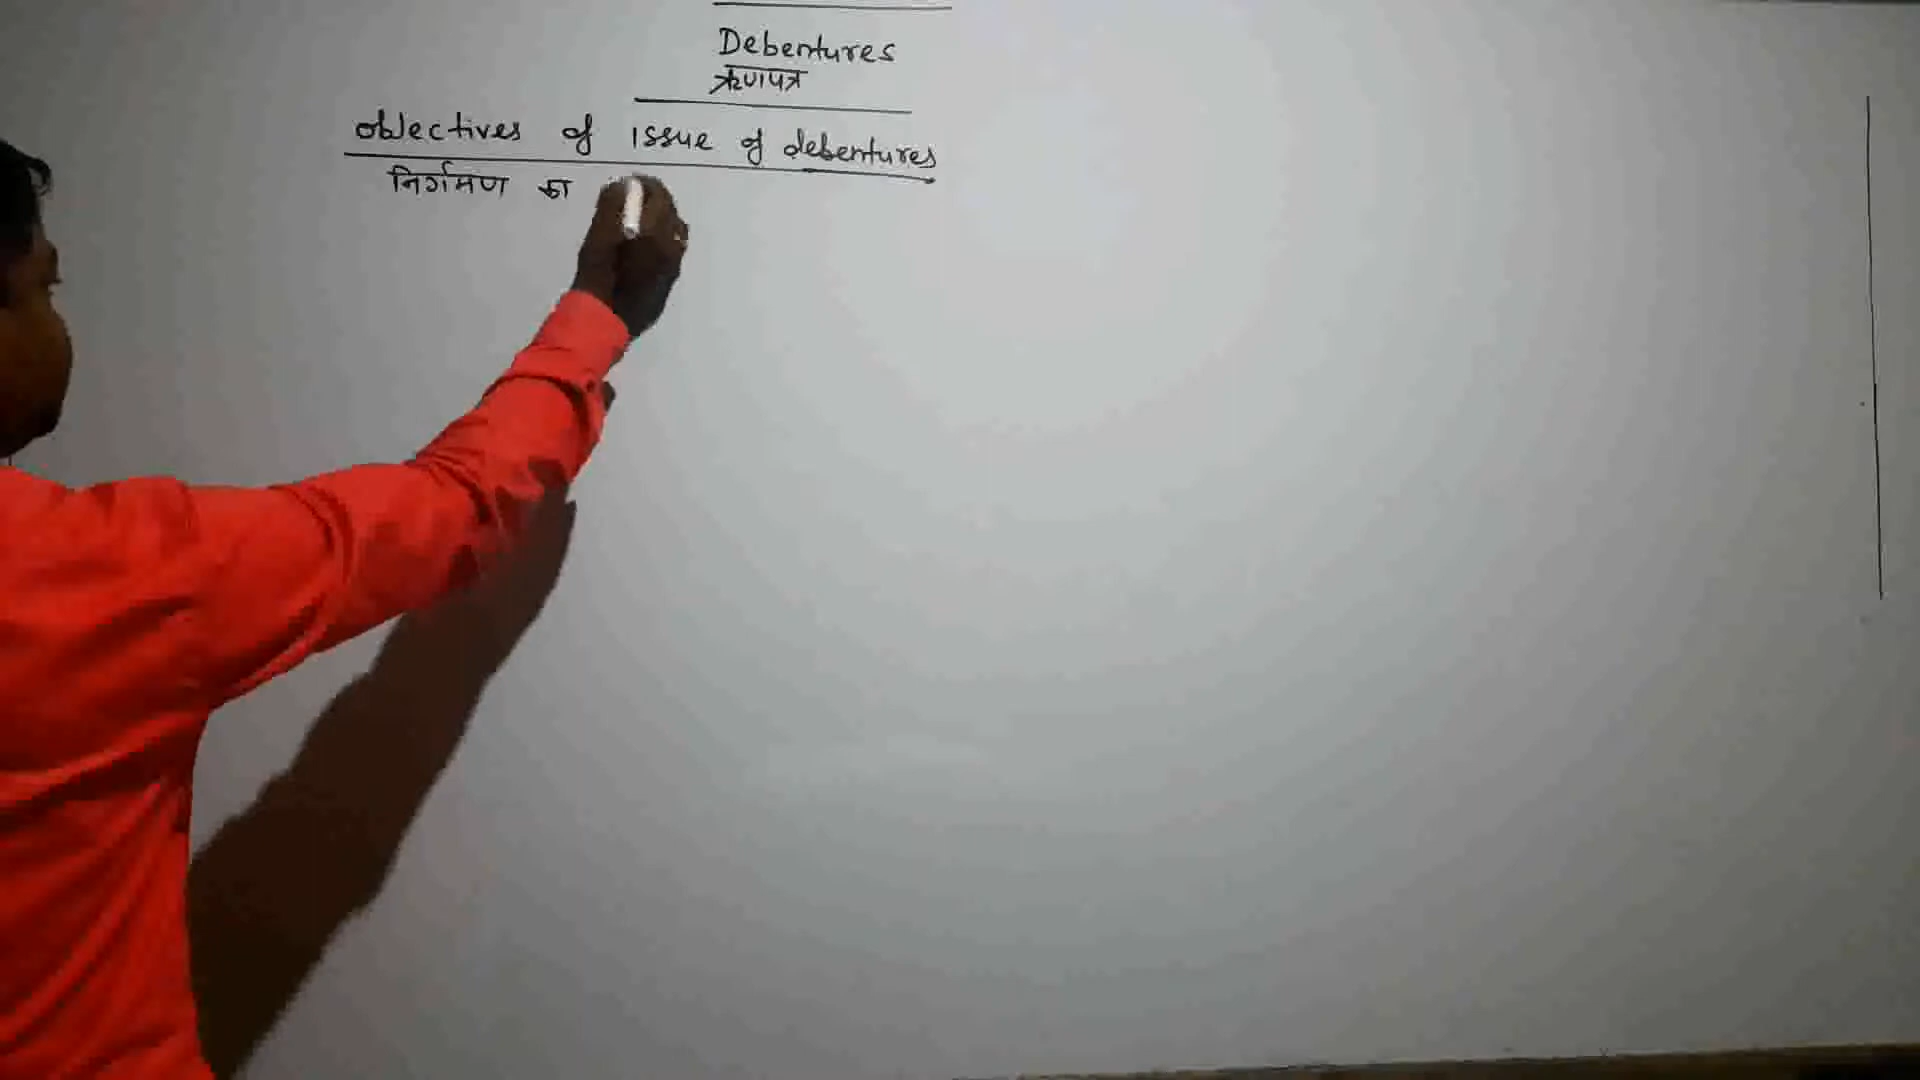 Debentures
ऋणपत्र
objectives of issue of debentures
निर्गमण का